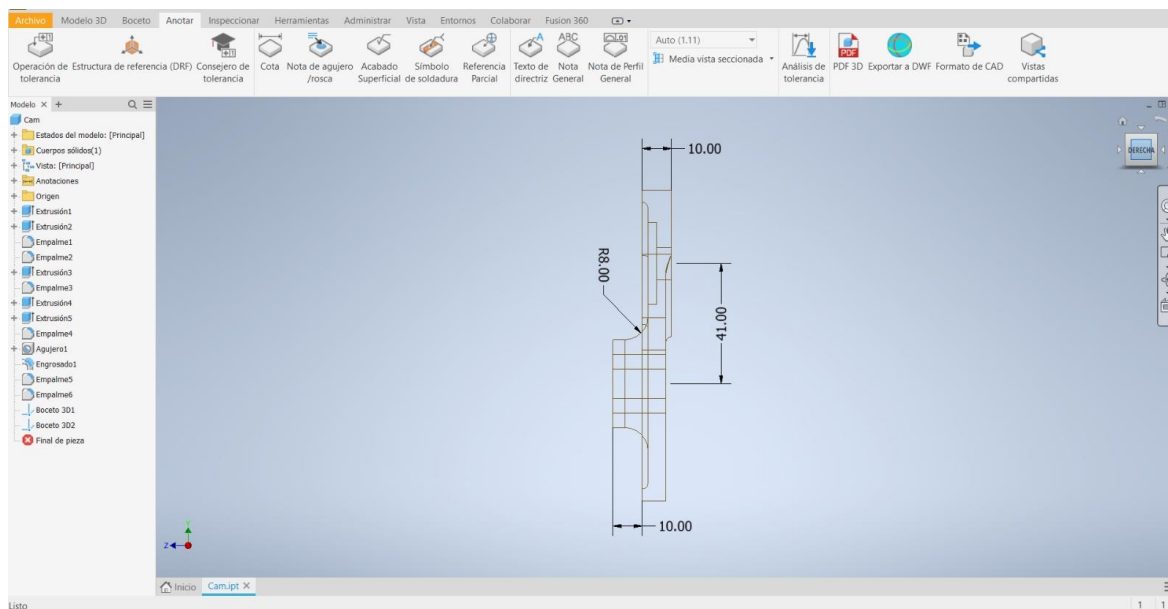 Archivo Modelo 3D Boceto Anotar Inspeccionar Herramientas Administrar Vista Entornos Colaborar Fusion 360
Operación de tolerancia
Estructura de referencia (DRF)
Consejero de tolerancia
Cota
Nota de agujero /rosca
Acabado Superficial
Símbolo de soldadura
Referencia Parcial
Texto de directriz
ABC
Nota General
Nota de Perfil General
Auto (1.11)
Media vista seccionada
Análisis de tolerancia
PDF
PDF 3D
Exportar a DWF
Formato de CAD
Vistas compartidas
Modelo × +
Cam
Estados del modelo: [Principal]
Cuerpos sólidos(1)
Vista: [Principal]
Anotaciones
Origen
Extrusión1
Extrusión2
Empalme1
Empalme2
Extrusión3
Empalme3
Extrusión4
Extrusión5
Empalme4
Agujero1
Engrosado1
Empalme5
Empalme6
Boceto 3D1
Boceto 3D2
Final de pieza
DERECHA
10.00
R8.00
41.00
10.00
Y
Z
Inicio Cam.ipt ×
Listo
1 1